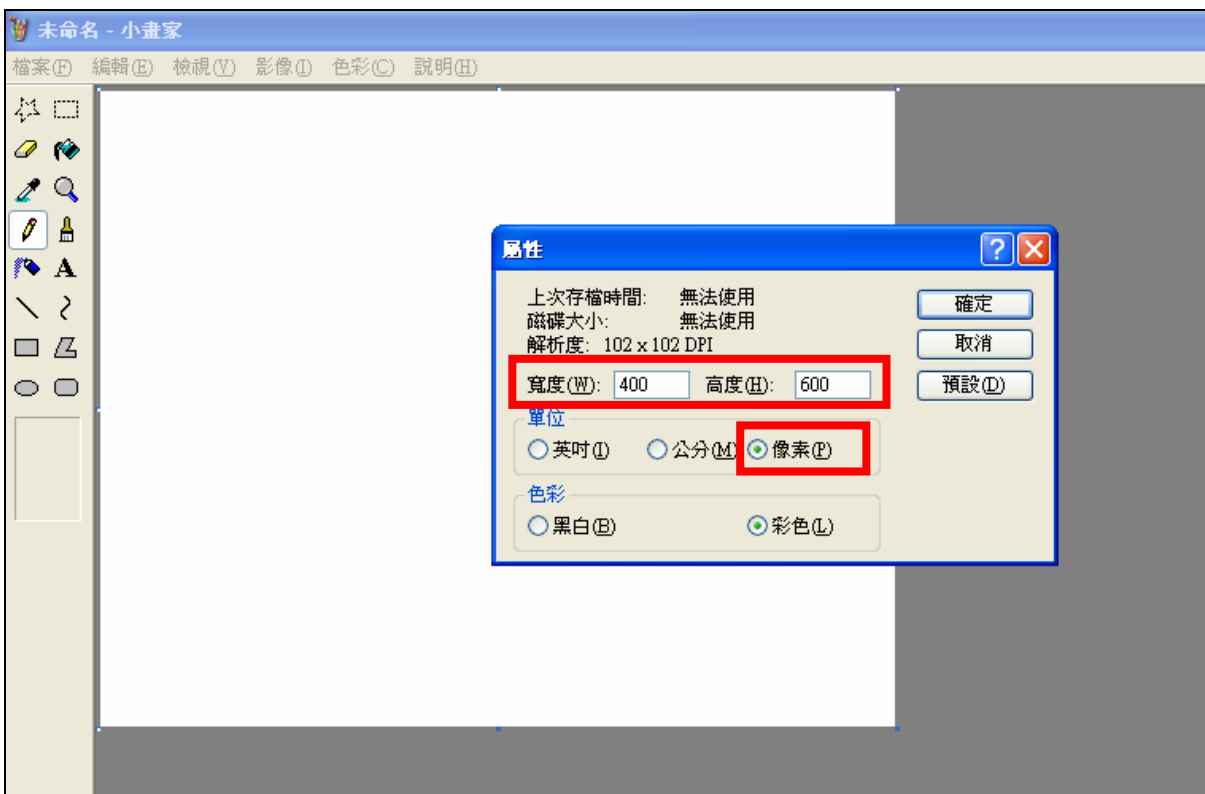 未命名 - 小畫家
檔案(F) 編輯(E) 檢視(V) 影像(I) 色彩(C) 說明(H)
A
屬性
上次存檔時間: 無法使用
磁碟大小: 無法使用
解析度: 102 x 102 DPI
寬度(W): 400 高度(H): 600
單位
英吋(I) 公分(M) 像素(P)
色彩
黑白(B) 彩色(L)
確定
取消
預設(D)